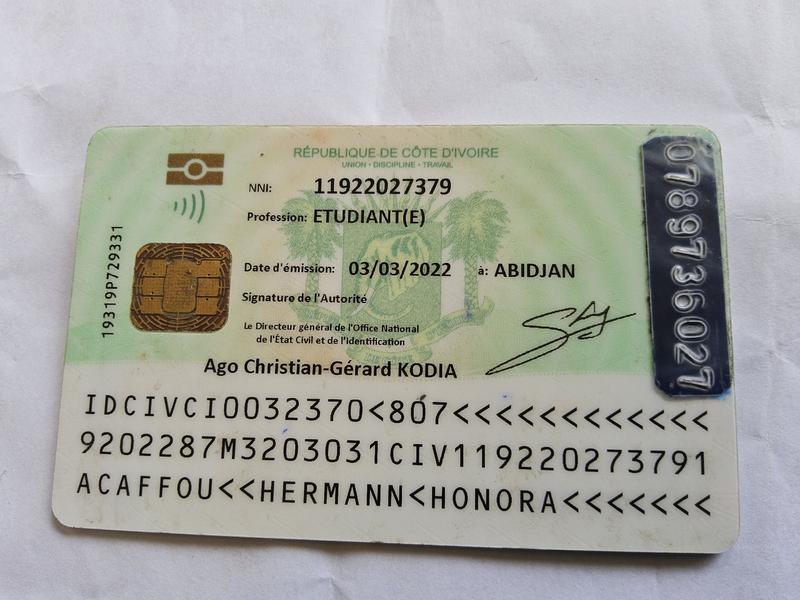 RÉPUBLIQUE DE CÔTE D'IVOIRE
UNION - DISCIPLINE - TRAVAIL
NNI: 11922027379
Profession: ETUDIANT(E)
Date d'émission: 03/03/2022 à: ABIDJAN
Signature de l'Autorité
Le Directeur général de l'Office National
de l'État Civil et de l'Identification
Ago Christian-Gérard KODIA
19319P729331
0789736027
IDCIVCI0032370<807<<<<<<<<<<<<
9202287M3203031CIV119220273791
ACAFFOU<<HERMANN<HONORA<<<<<<<